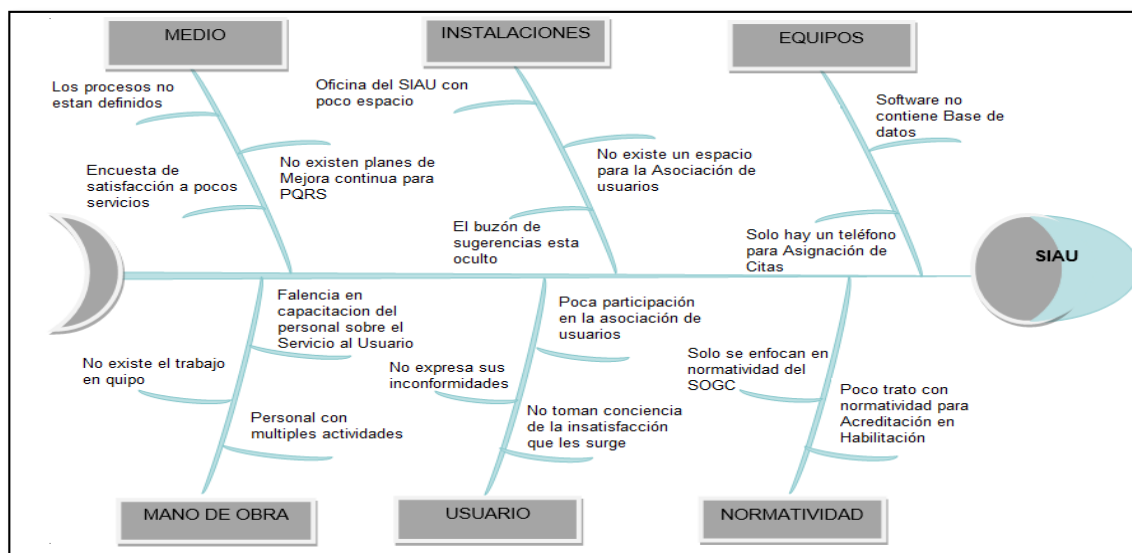 MEDIO
INSTALACIONES
EQUIPOS
Los procesos no
estan definidos
Encuesta de
satisfacción a pocos
servicios
No existen planes de
Mejora continua para
PQRS
Oficina del SIAU con
poco espacio
No existe un espacio
para la Asociación de
usuarios
El buzón de
sugerencias esta
oculto
Software no
contiene Base de
datos
Solo hay un teléfono
para Asignación de
Citas
SIAU
Falencia en
capacitacion del
personal sobre el
Servicio al Usuario
No existe el trabajo
en quipo
Personal con
multiples actividades
Poca participación
en la asociación de
usuarios
No expresa sus
inconformidades
No toman conciencia
de la insatisfacción
que les surge
Solo se enfocan en
normatividad del
SOGC
Poco trato con
normatividad para
Acreditación en
Habilitación
MANO DE OBRA
USUARIO
NORMATIVIDAD